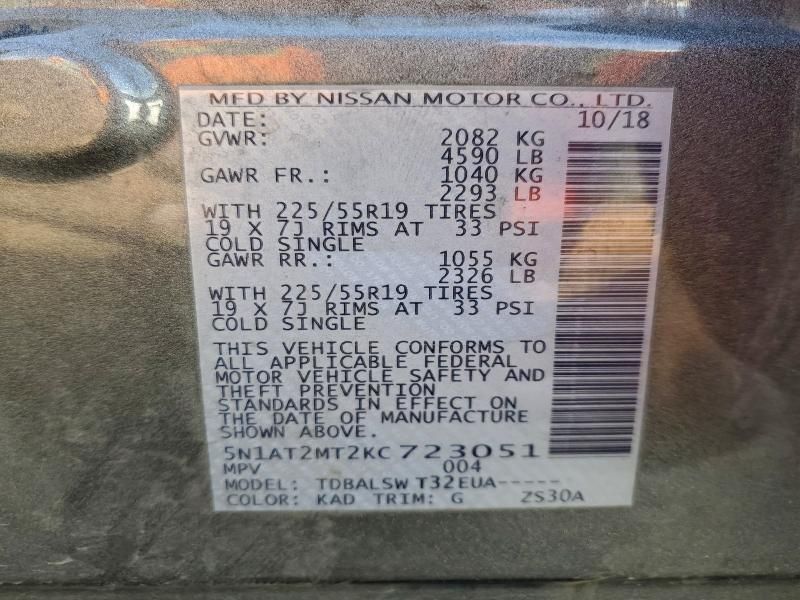 MFD BY NISSAN MOTOR CO., LTD.
DATE: 10/18
GVWR: 2082 KG
4590 LB
GAWR FR.: 1040 KG
2293 LB
WITH 225/55R19 TIRES
19 X 7J RIMS AT 33 PSI
COLD SINGLE
GAWR RR.: 1055 KG
2326 LB
WITH 225/55R19 TIRES
19 X 7J RIMS AT 33 PSI
COLD SINGLE
THIS VEHICLE CONFORMS TO
ALL APPLICABLE FEDERAL
MOTOR VEHICLE SAFETY AND
THEFT PREVENTION
STANDARDS IN EFFECT ON
THE DATE OF MANUFACTURE
SHOWN ABOVE.
5N1AT2MT2KC723051
MPV 004
MODEL: TDBALSW T32EUA-----
COLOR: KAD TRIM: G ZS30A